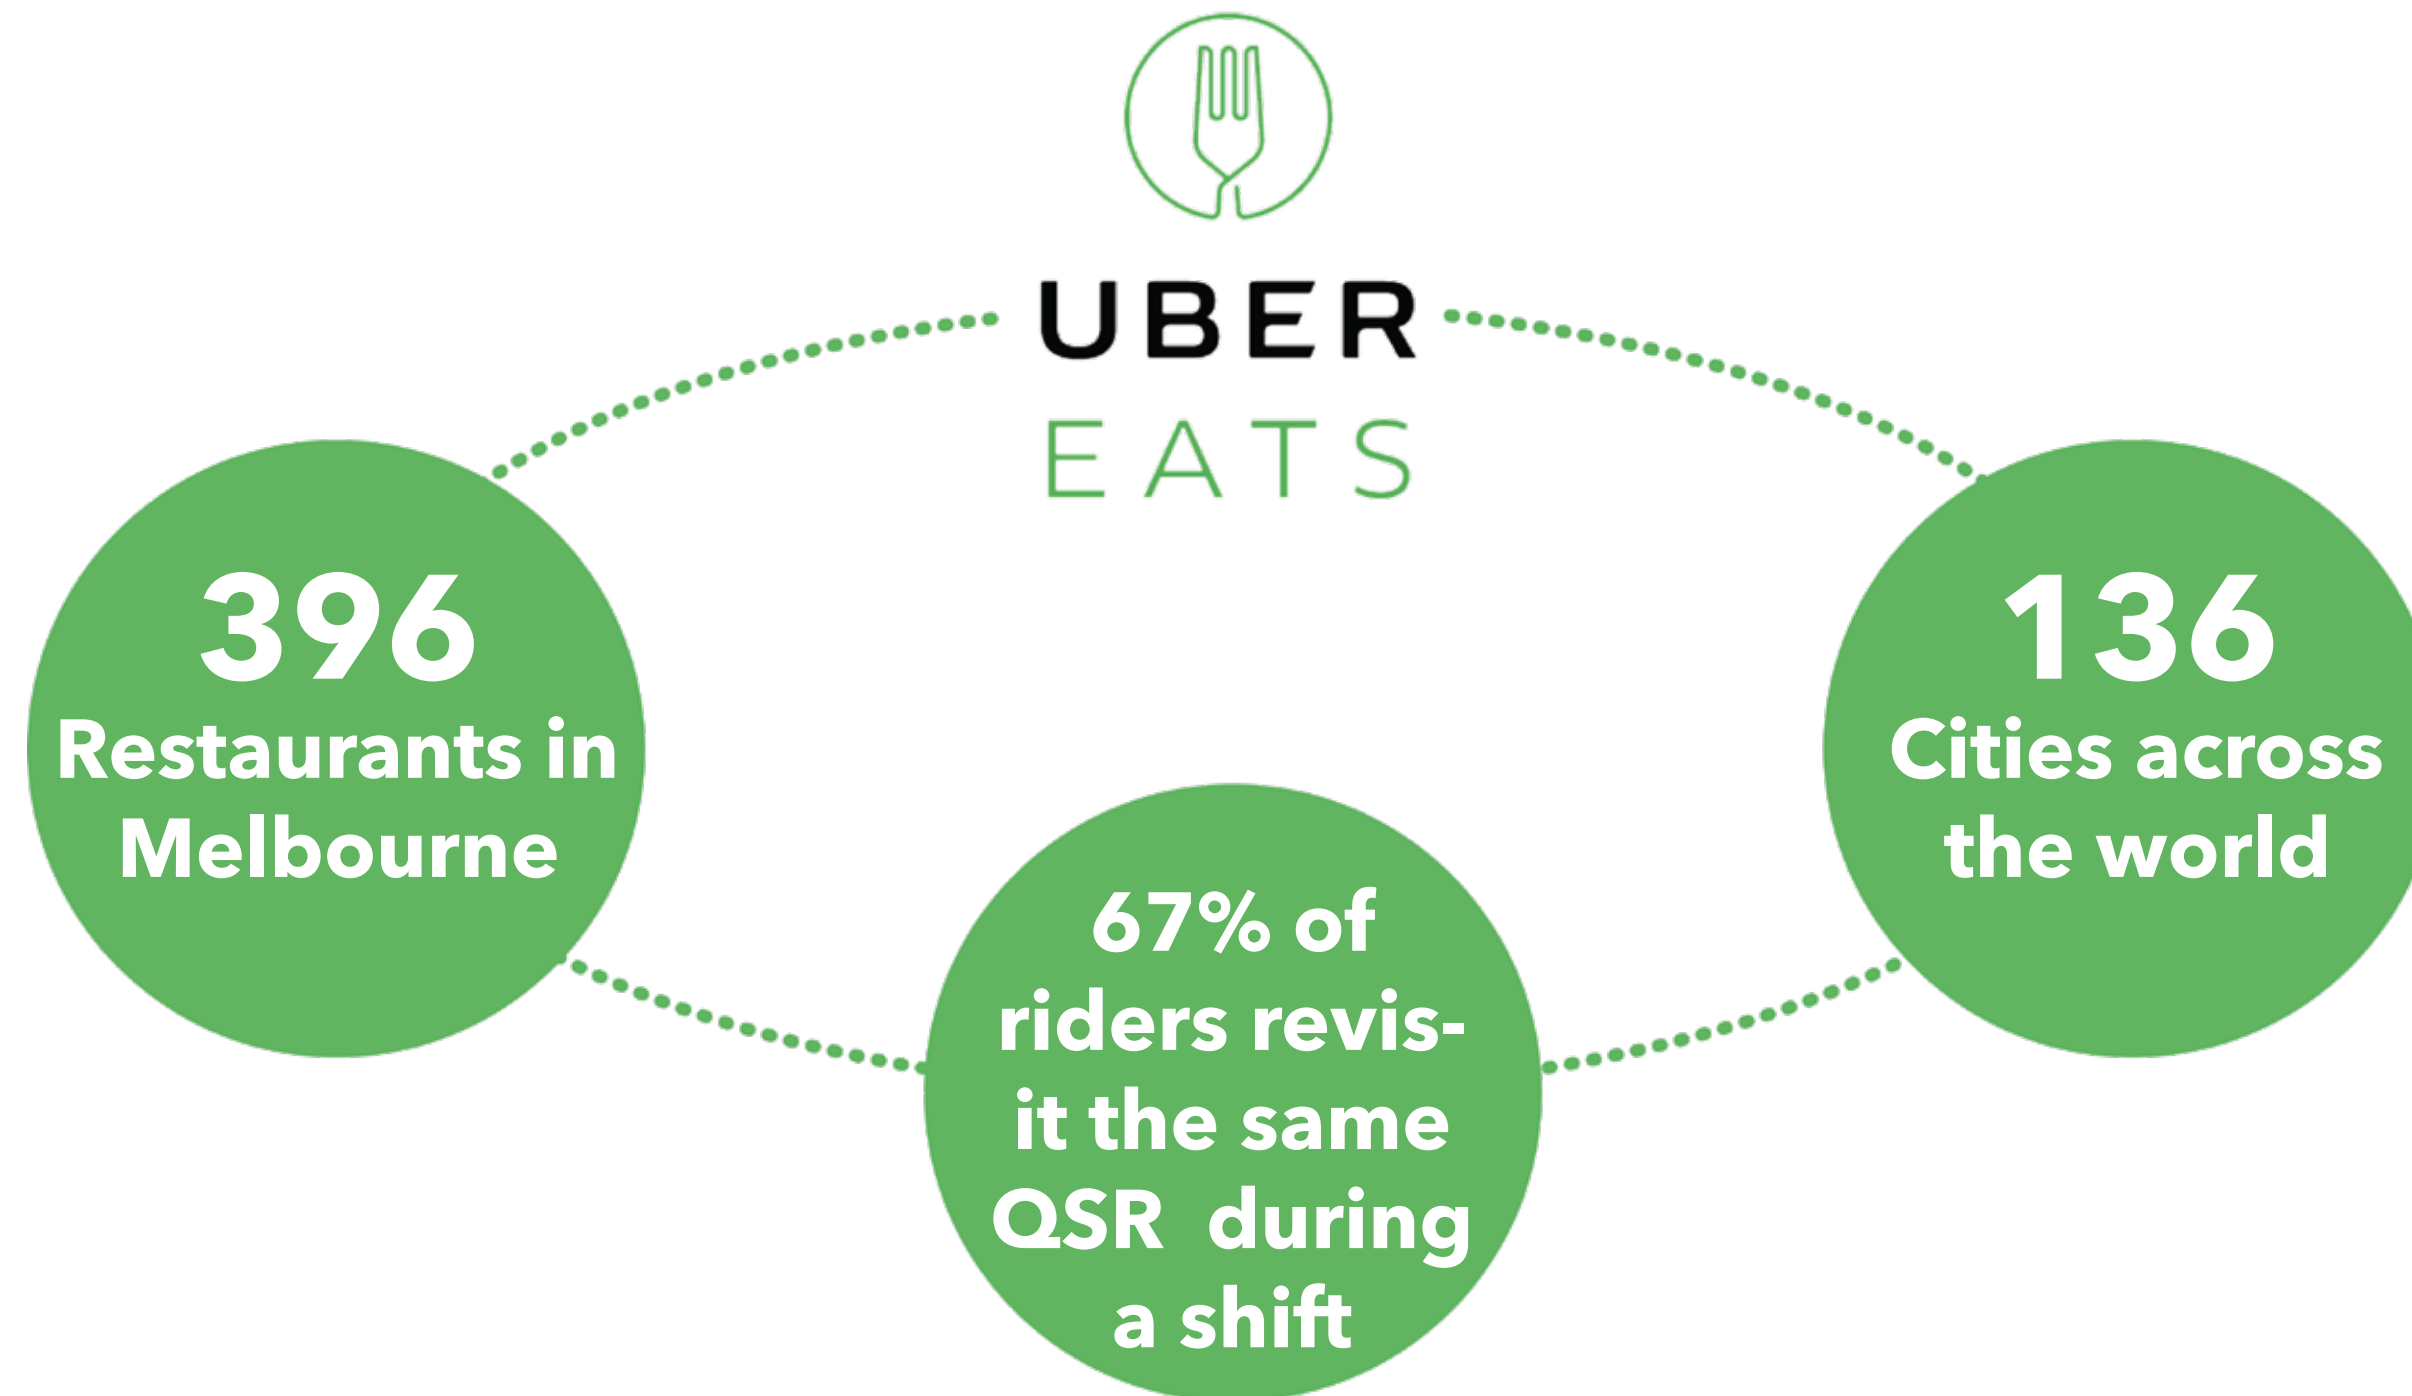 UBER
EATS
396
Restaurants in
Melbourne
136
Cities across
the world
67% of
riders revis-
it the same
QSR during
a shift